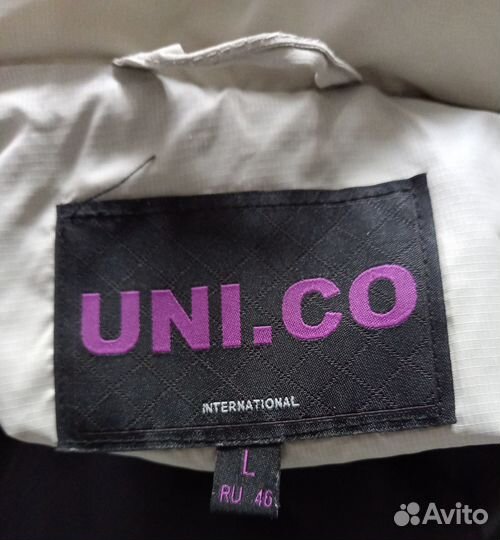 UNI.CO
INTERNATIONAL
L
RU 46
Avito